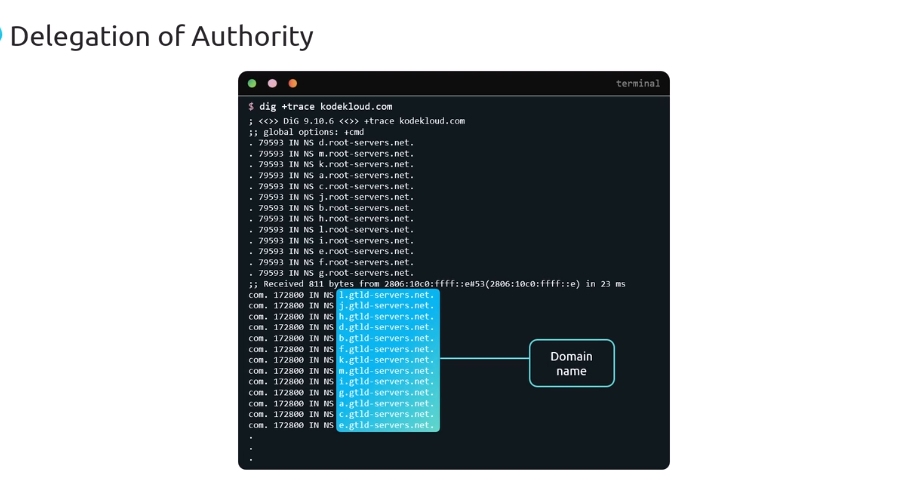 Delegation of Authority
terminal
$ dig +trace kodekloud.com
; <<>> DiG 9.10.6 <<>> +trace kodekloud.com
;; global options: +cmd
. 79593 IN NS d.root-servers.net.
. 79593 IN NS m.root-servers.net.
. 79593 IN NS k.root-servers.net.
. 79593 IN NS a.root-servers.net.
. 79593 IN NS c.root-servers.net.
. 79593 IN NS j.root-servers.net.
. 79593 IN NS b.root-servers.net.
. 79593 IN NS h.root-servers.net.
. 79593 IN NS l.root-servers.net.
. 79593 IN NS i.root-servers.net.
. 79593 IN NS e.root-servers.net.
. 79593 IN NS f.root-servers.net.
. 79593 IN NS g.root-servers.net.
;; Received 811 bytes from 2806:10c0:ffff::e#53(2806:10c0:ffff::e) in 23 ms
com. 172800 IN NS l.gtld-servers.net.
com. 172800 IN NS j.gtld-servers.net.
com. 172800 IN NS h.gtld-servers.net.
com. 172800 IN NS d.gtld-servers.net.
com. 172800 IN NS b.gtld-servers.net.
com. 172800 IN NS f.gtld-servers.net.
com. 172800 IN NS k.gtld-servers.net.
com. 172800 IN NS m.gtld-servers.net.
com. 172800 IN NS i.gtld-servers.net.
com. 172800 IN NS g.gtld-servers.net.
com. 172800 IN NS a.gtld-servers.net.
com. 172800 IN NS c.gtld-servers.net.
com. 172800 IN NS e.gtld-servers.net.
.
.
.
Domain
name